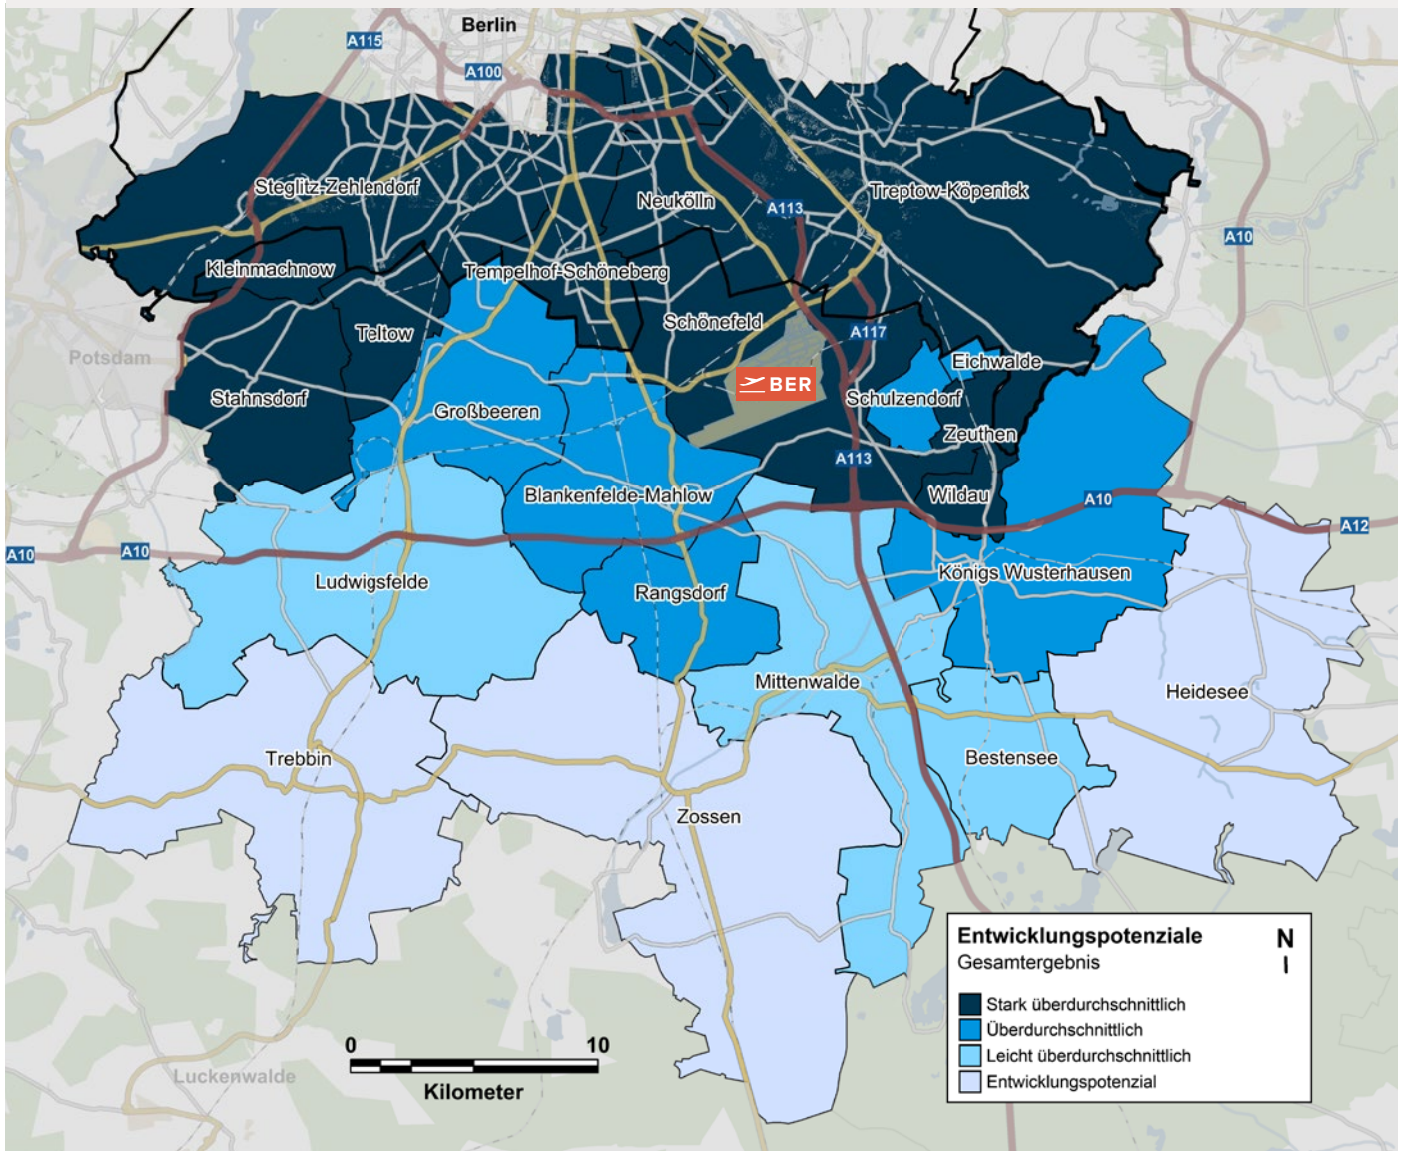 Berlin
A115
A100
Steglitz-Zehlendorf
Neukölln
Treptow-Köpenick
A113
A10
Kleinmachnow
Tempelhof-Schöneberg
Schönefeld
Teltow
A117
Potsdam
Eichwalde
BER
Stahnsdorf
Schulzendorf
Großbeeren
Zeuthen
A113
Blankenfelde-Mahlow
Wildau
A10
A12
A10
A10
Ludwigsfelde
Königs Wusterhausen
Rangsdorf
Mittenwalde
Heidesee
Trebbin
Bestensee
Zossen
Entwicklungspotenziale
N
Gesamtergebnis
Stark überdurchschnittlich
Überdurchschnittlich
Leicht überdurchschnittlich
Entwicklungspotenzial
0 10
Kilometer
Luckenwalde